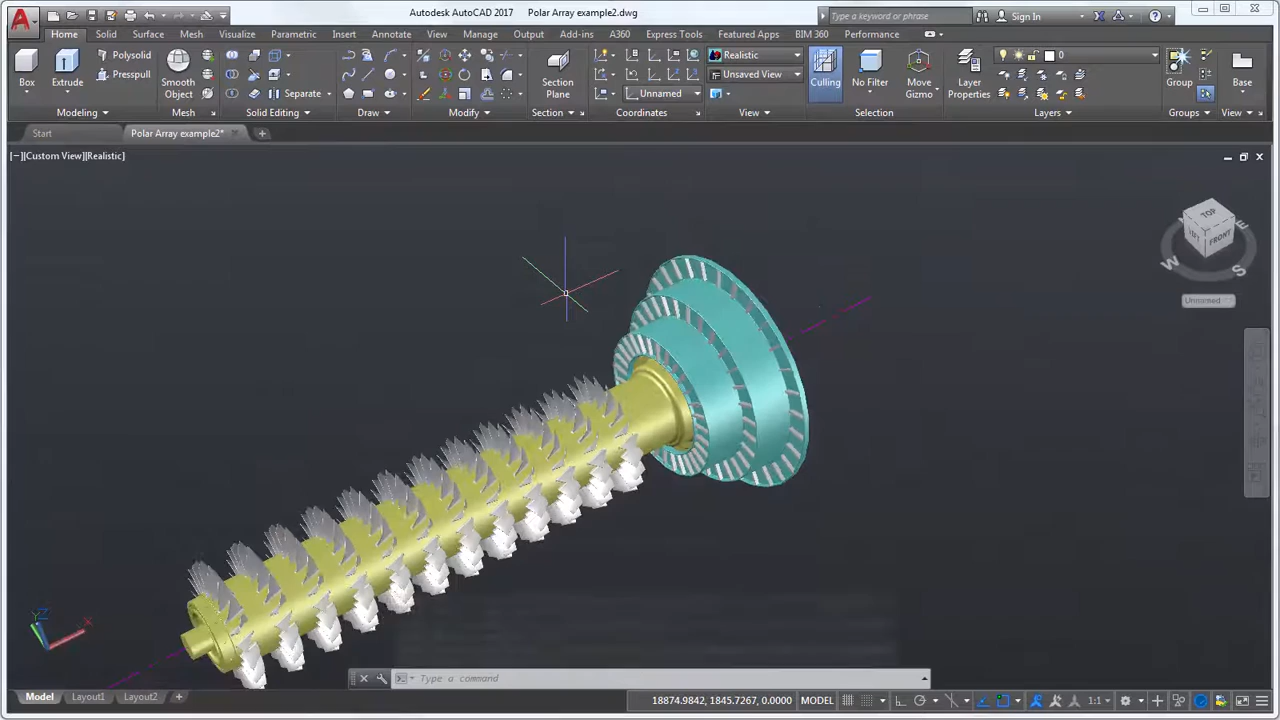 Autodesk AutoCAD 2017 Polar Array example2.dwg
Type a keyword or phrase
Sign In
Home Solid Surface Mesh Visualize Parametric Insert Annotate View Manage Output Add-ins A360 Express Tools Featured Apps BIM 360 Performance
Box
Extrude
Polysolid
Presspull
Smooth
Object
Separate
Section
Plane
Unnamed
Realistic
Unsaved View
Culling
No Filter
Move
Gizmo
Layer
Properties
0
Group
Base
Modeling Mesh Solid Editing Draw Modify Section Coordinates View Selection Layers Groups View
Start
Polar Array example2*
[−][Custom View][Realistic]
TOP
LEFT
FRONT
W
E
S
Unnamed
Y
Z
X
Type a command
Model Layout1 Layout2
18874.9842, 1845.7267, 0.0000 MODEL
1:1